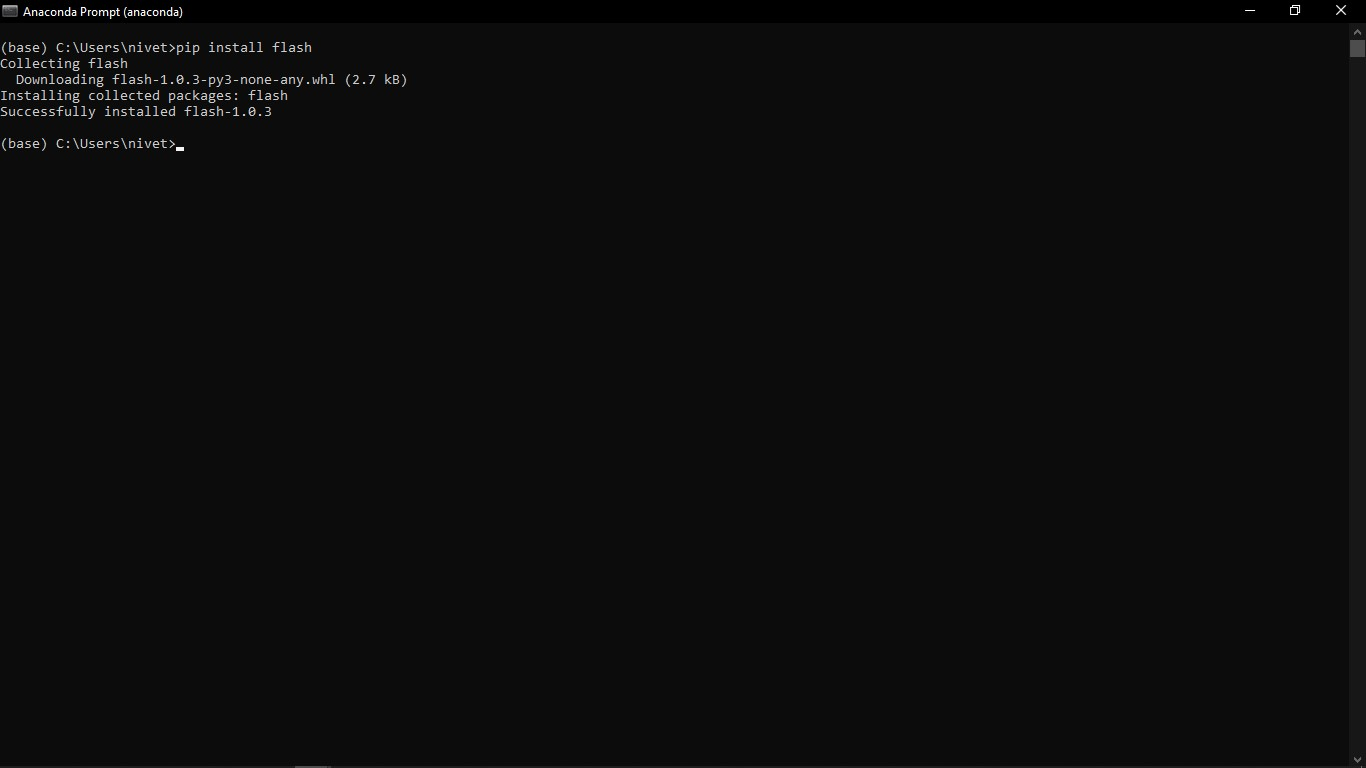 Anaconda Prompt (anaconda)
(base) C:\Users\nivet>pip install flash
Collecting flash
  Downloading flash-1.0.3-py3-none-any.whl (2.7 kB)
Installing collected packages: flash
Successfully installed flash-1.0.3
(base) C:\Users\nivet>